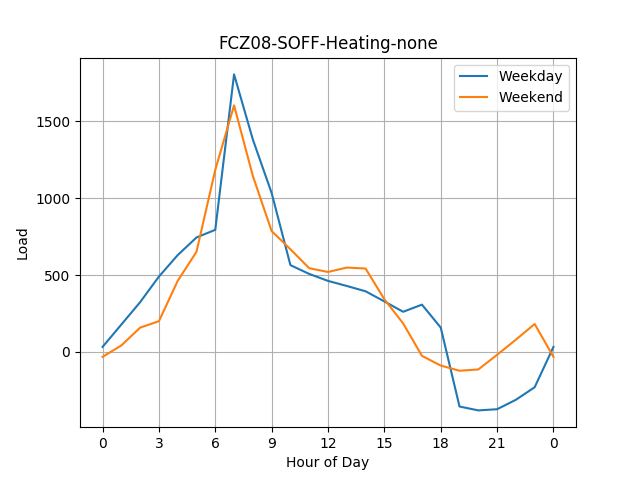 FCZ08-SOFF-Heating-none
Weekday
Weekend
Load
1500
1000
500
0
0 3 6 9 12 15 18 21 0
Hour of Day